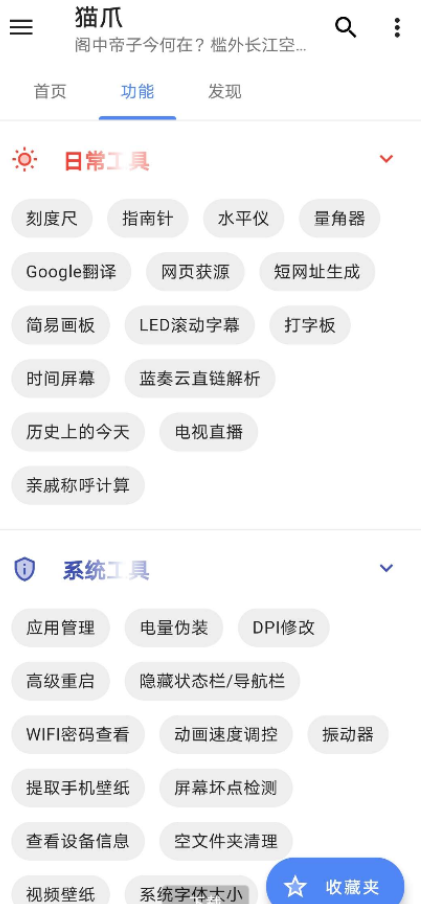 猫爪
阁中帝子今何在？槛外长江空...
首页 功能 发现
日常工具
刻度尺 指南针 水平仪 量角器
Google翻译 网页获源 短网址生成
简易画板 LED滚动字幕 打字板
时间屏幕 蓝奏云直链解析
历史上的今天 电视直播
亲戚称呼计算
系统工具
应用管理 电量伪装 DPI修改
高级重启 隐藏状态栏/导航栏
WIFI密码查看 动画速度调控 振动器
提取手机壁纸 屏幕坏点检测
查看设备信息 空文件夹清理
视频壁纸 系统字体大小 收藏夹